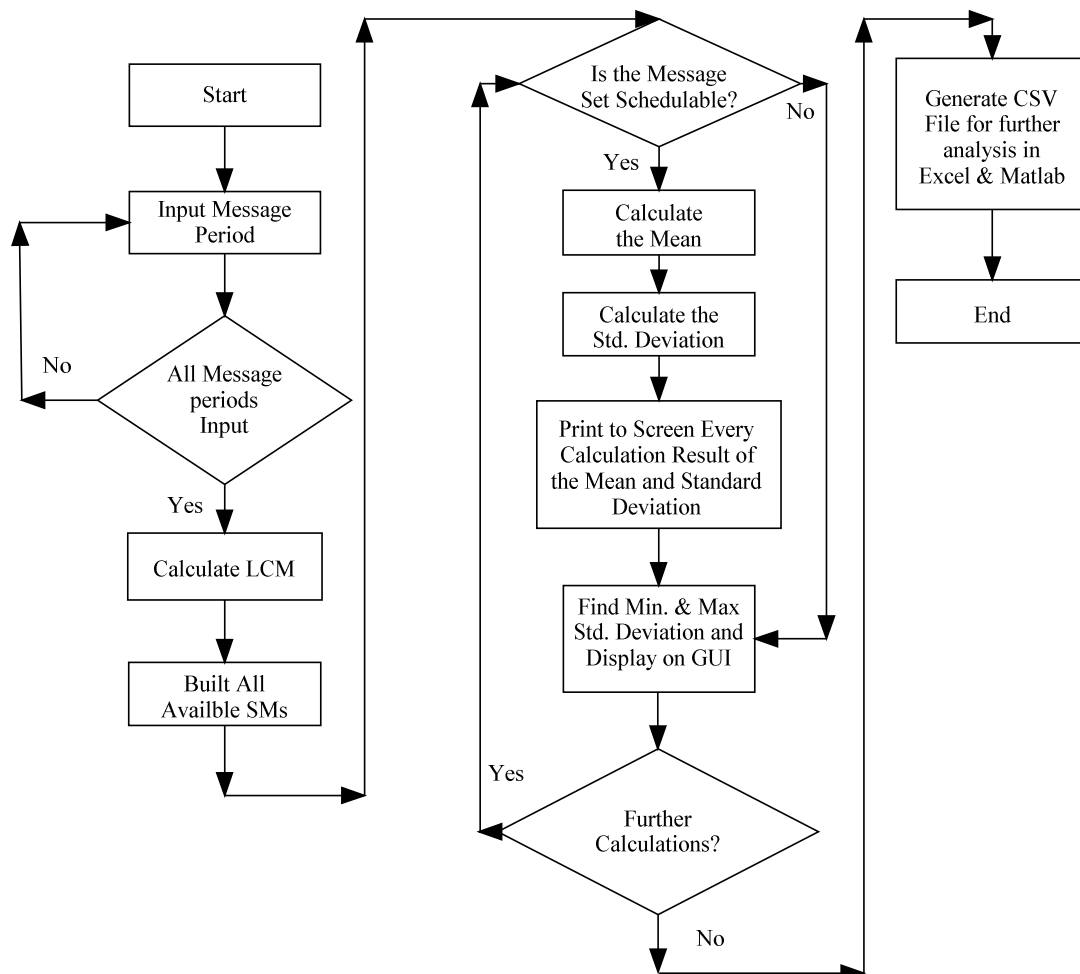 Start
Input Message
Period
No
All Message
periods
Input
Yes
Calculate LCM
Built All
Availble SMs
Is the Message
Set Schedulable?
No
Yes
Calculate
the Mean
Calculate the
Std. Deviation
Print to Screen Every
Calculation Result of
the Mean and Standard
Deviation
Find Min. & Max
Std. Deviation and
Display on GUI
Yes
Further
Calculations?
No
Generate CSV
File for further
analysis in
Excel & Matlab
End